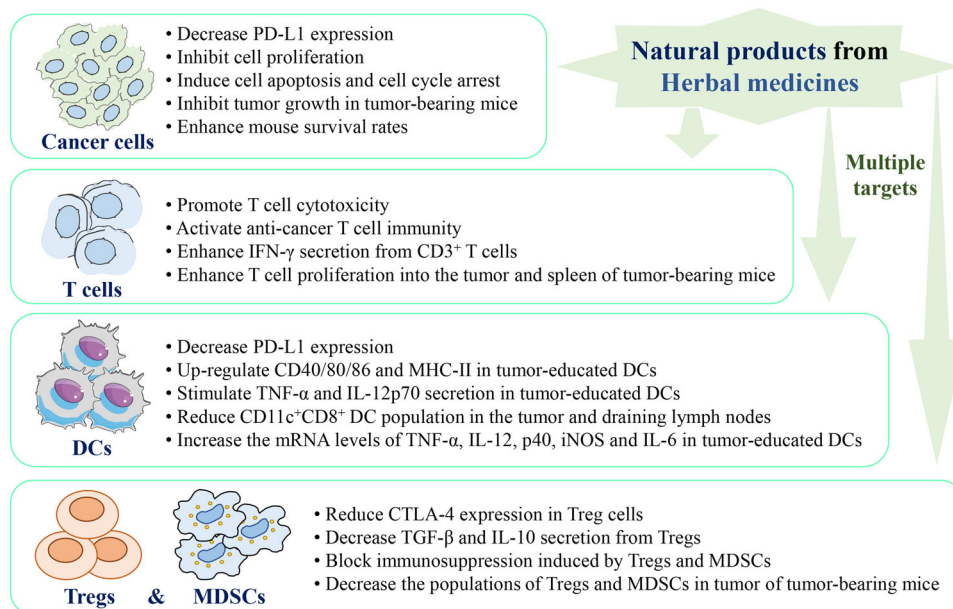 • Decrease PD-L1 expression
• Inhibit cell proliferation
• Induce cell apoptosis and cell cycle arrest
• Inhibit tumor growth in tumor-bearing mice
• Enhance mouse survival rates
Cancer cells
Natural products from
Herbal medicines
Multiple
targets
• Promote T cell cytotoxicity
• Activate anti-cancer T cell immunity
• Enhance IFN-γ secretion from CD3⁺ T cells
• Enhance T cell proliferation into the tumor and spleen of tumor-bearing mice
T cells
• Decrease PD-L1 expression
• Up-regulate CD40/80/86 and MHC-II in tumor-educated DCs
• Stimulate TNF-α and IL-12p70 secretion in tumor-educated DCs
• Reduce CD11c⁺CD8⁺ DC population in the tumor and draining lymph nodes
• Increase the mRNA levels of TNF-α, IL-12, p40, iNOS and IL-6 in tumor-educated DCs
DCs
• Reduce CTLA-4 expression in Treg cells
• Decrease TGF-β and IL-10 secretion from Tregs
• Block immunosuppression induced by Tregs and MDSCs
• Decrease the populations of Tregs and MDSCs in tumor of tumor-bearing mice
Tregs & MDSCs